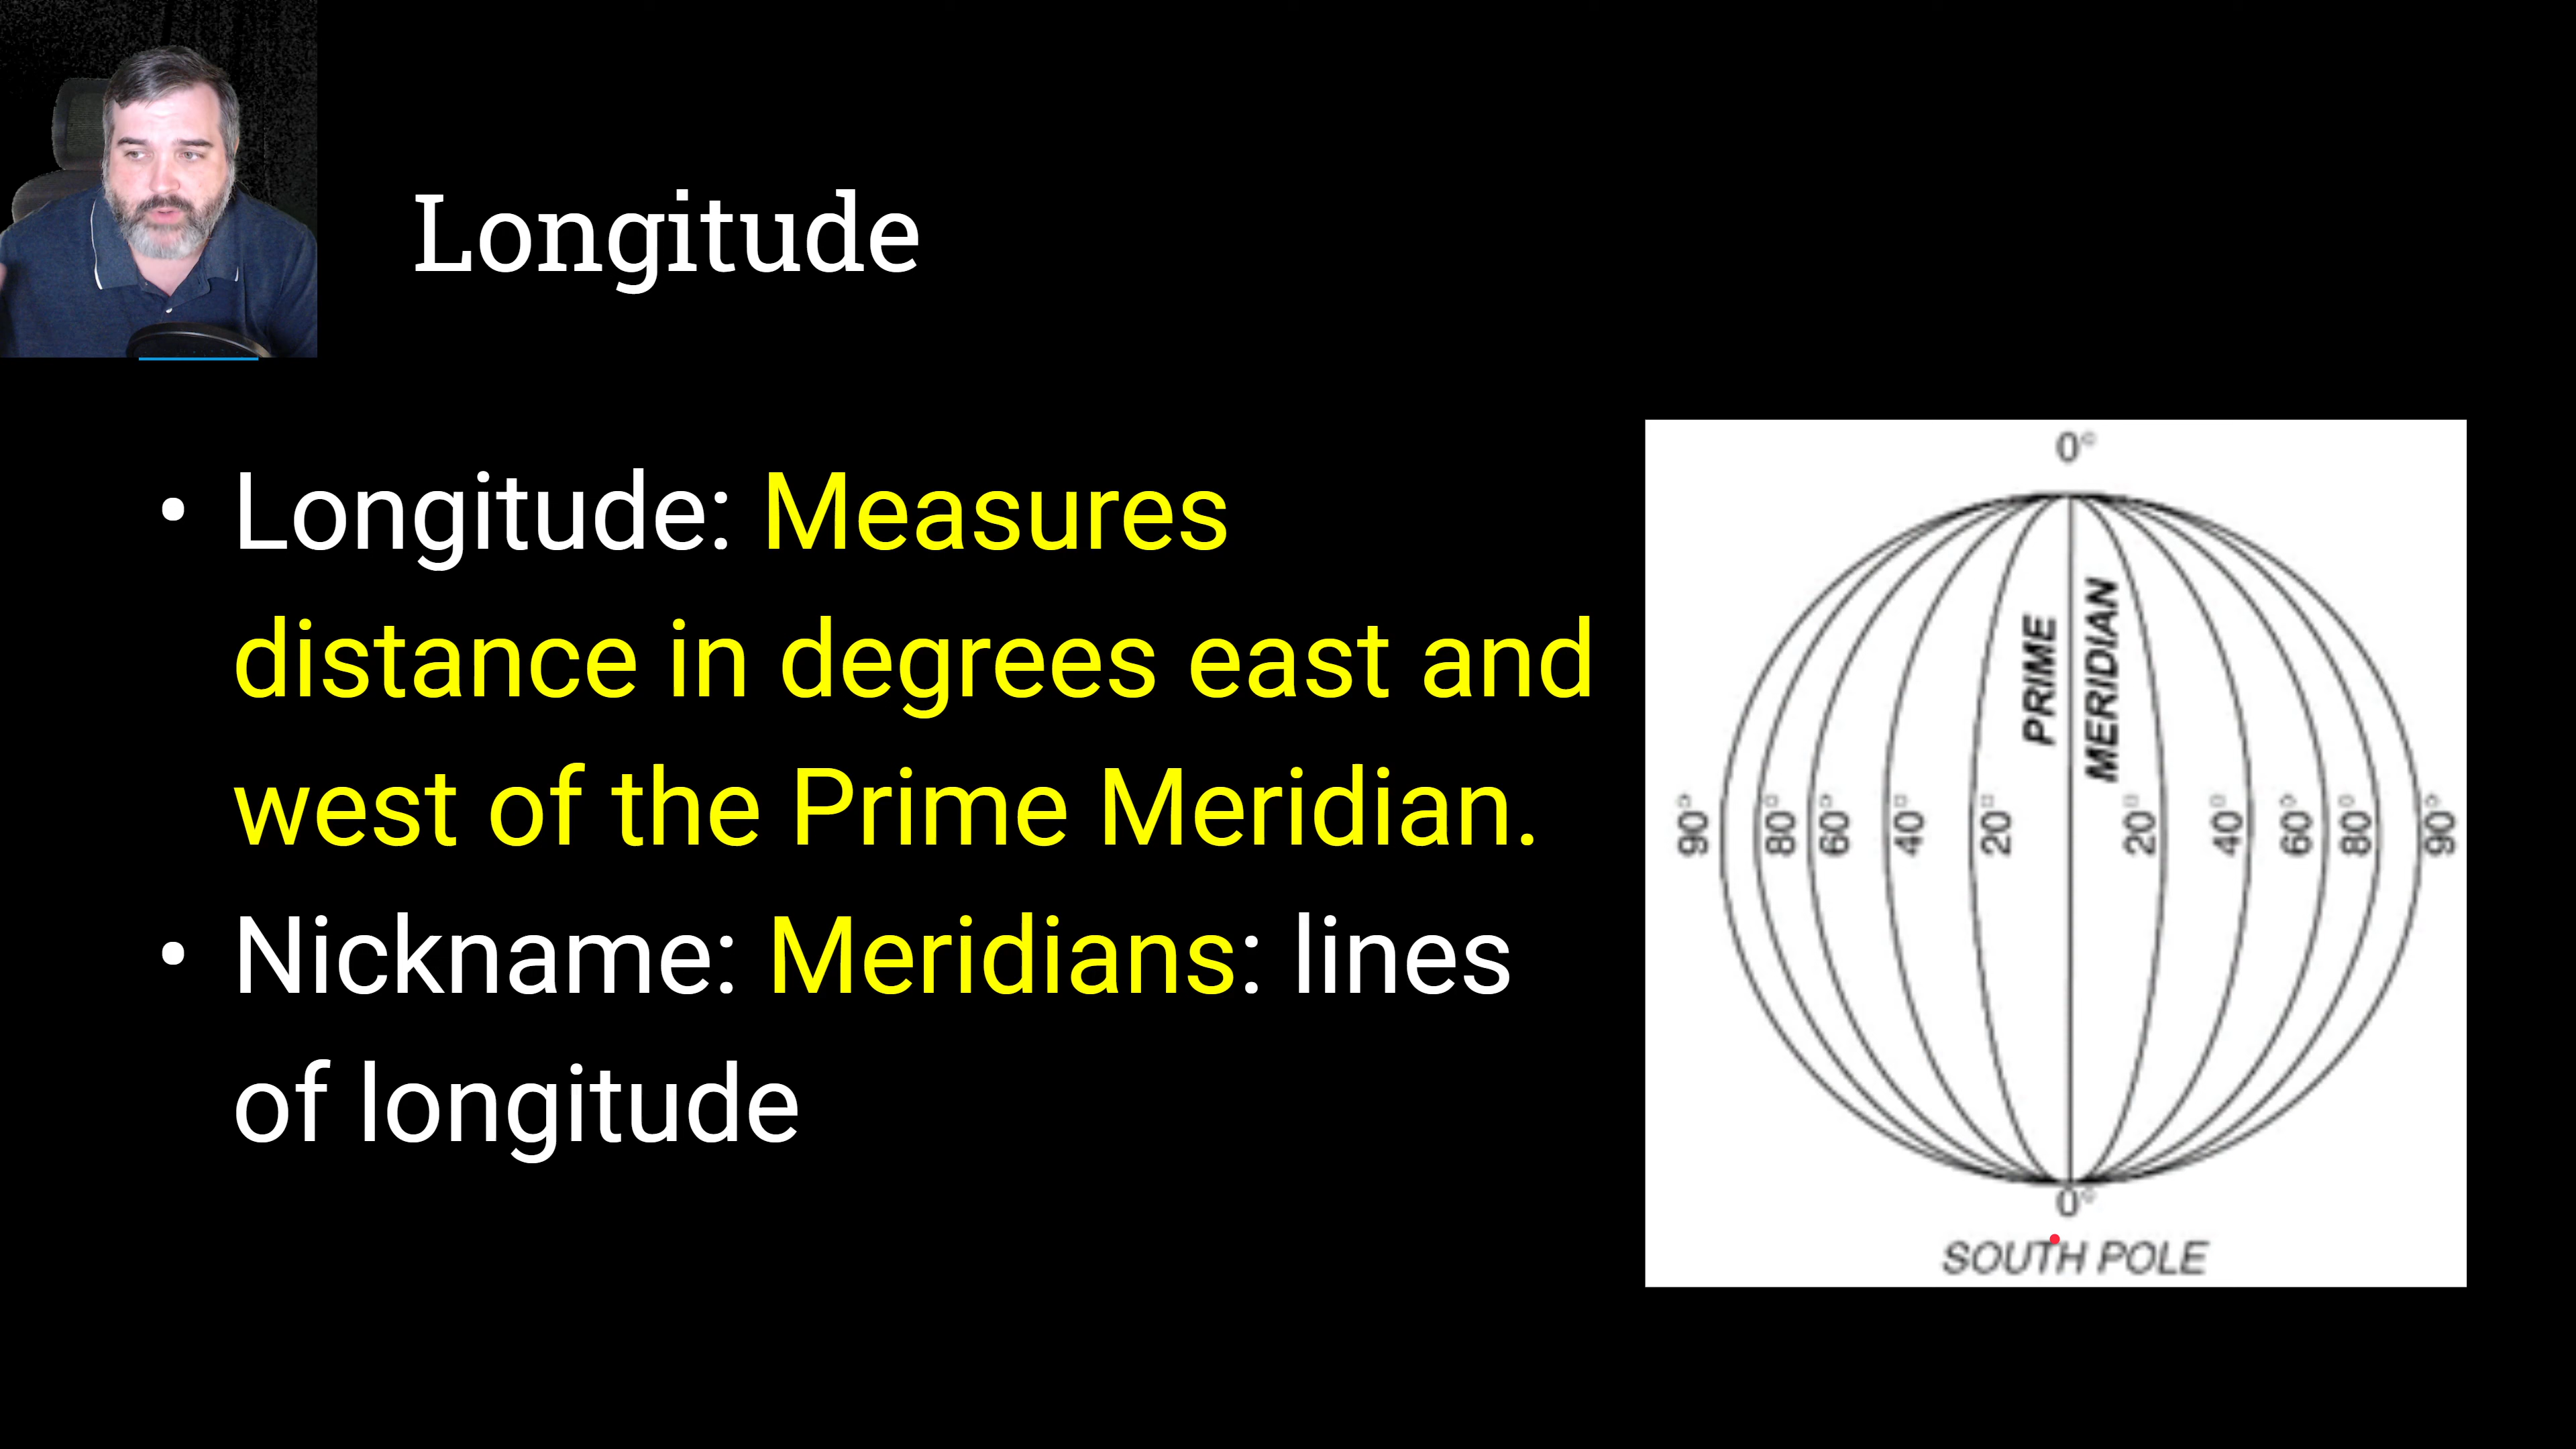 Longitude
• Longitude: Measures
distance in degrees east and
west of the Prime Meridian.
• Nickname: Meridians: lines
of longitude
0°
PRIME
MERIDIAN
90° 80° 60° 40° 20° 20° 40° 60° 80° 90°
0°
SOUTH POLE